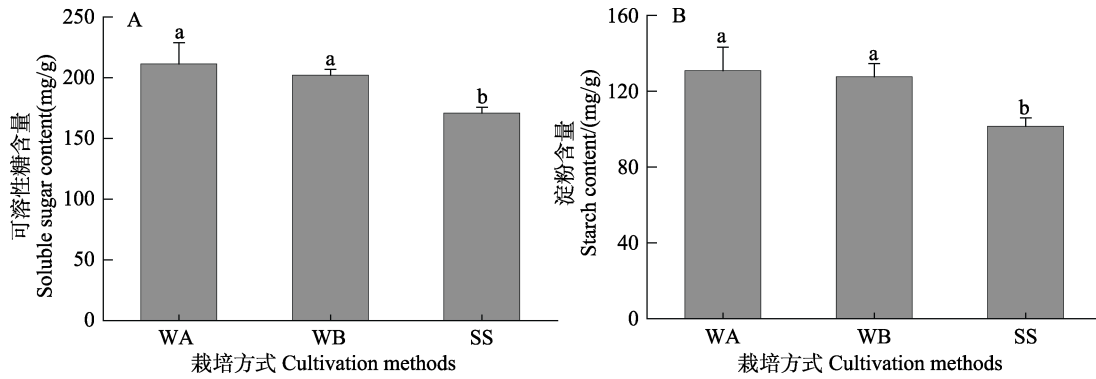 A
可溶性糖含量
Soluble sugar content(mg/g)
250
200
150
100
50
0
a
a
b
WA
WB
SS
栽培方式 Cultivation methods
B
淀粉含量
Starch content/(mg/g)
160
120
80
40
0
a
a
b
WA
WB
SS
栽培方式 Cultivation methods